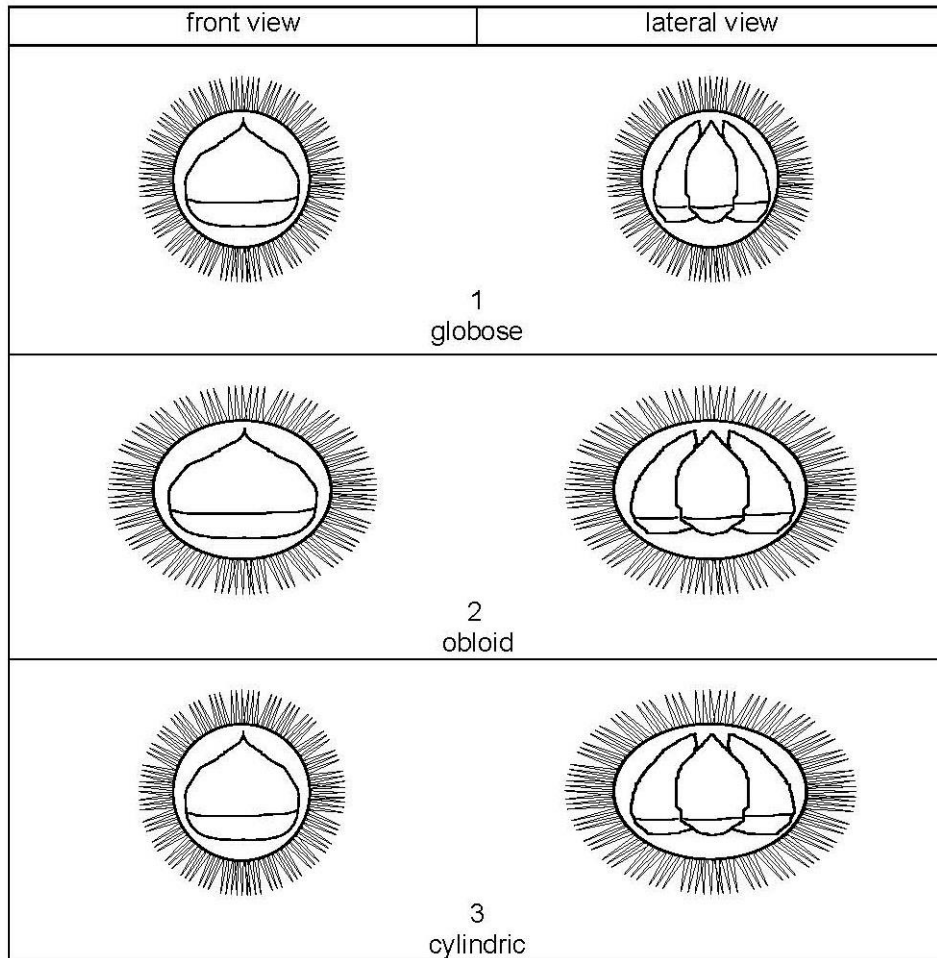 front view lateral view
1
globose
2
obloid
3
cylindric